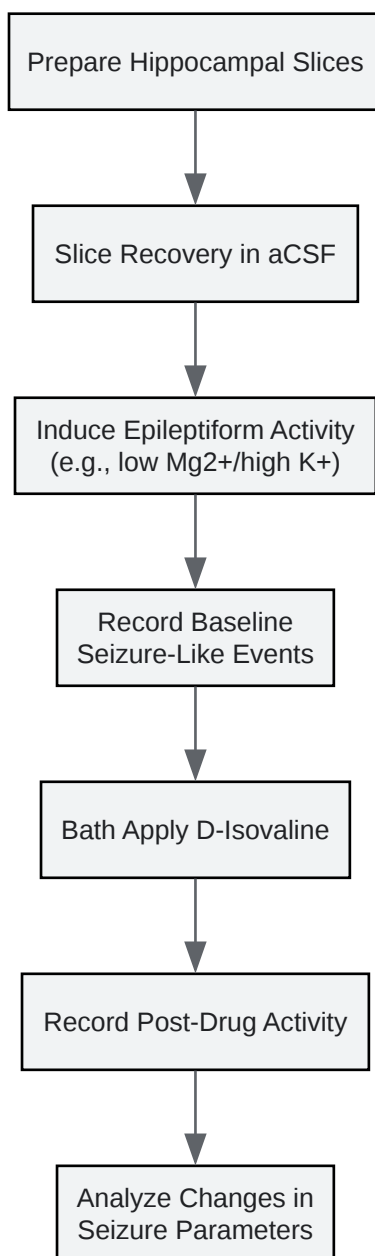 Prepare Hippocampal Slices
Slice Recovery in aCSF
Induce Epileptiform Activity
(e.g., low Mg2+/high K+)
Record Baseline
Seizure-Like Events
Bath Apply D-Isovaline
Record Post-Drug Activity
Analyze Changes in
Seizure Parameters